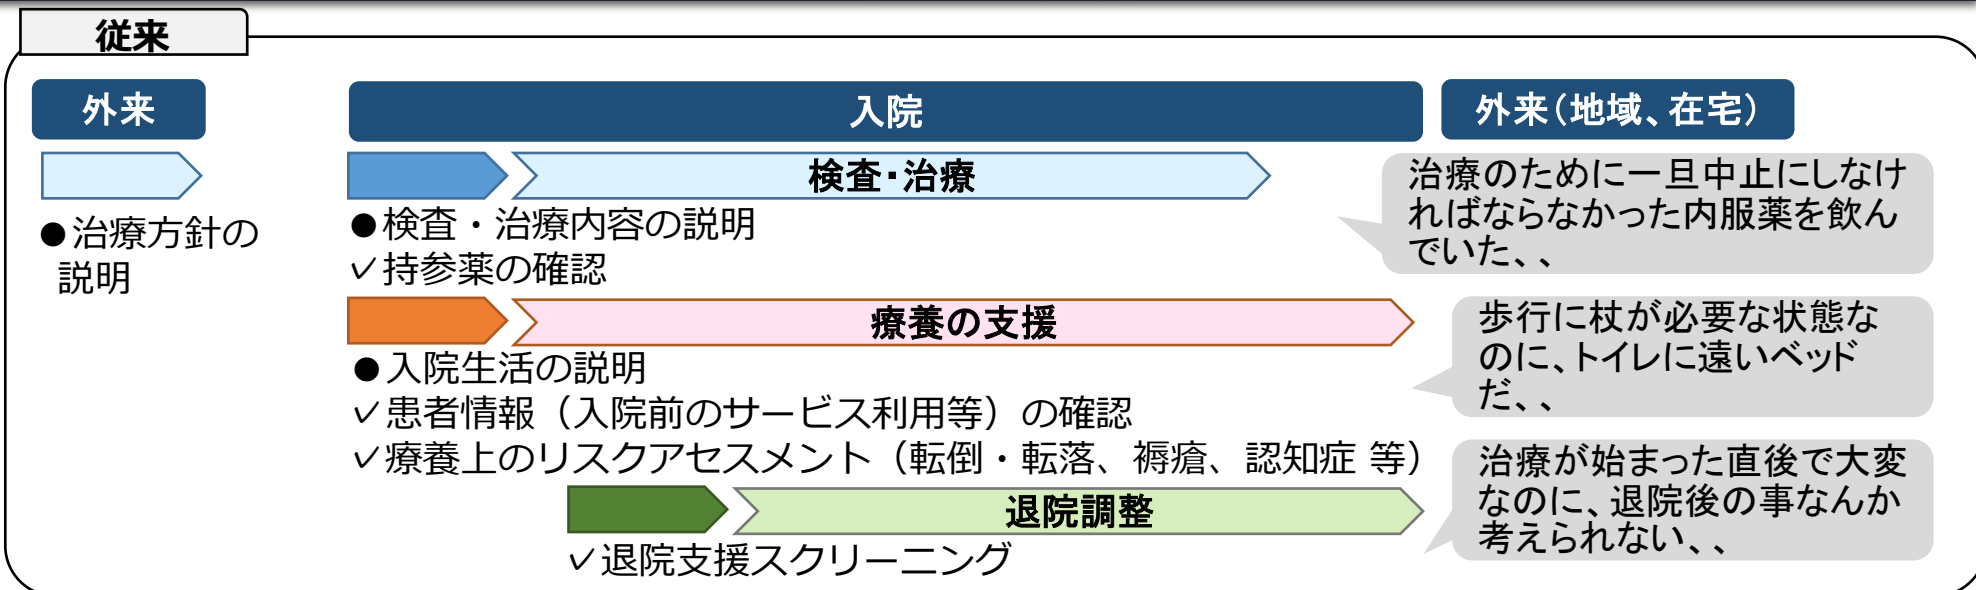 従来
外来
入院
外来（地域、在宅）
●治療方針の
説明
検査・治療
●検査・治療内容の説明
✓持参薬の確認
治療のために一旦中止にしなけ
ればならなかった内服薬を飲ん
でいた、、
療養の支援
●入院生活の説明
✓患者情報（入院前のサービス利用等）の確認
✓療養上のリスクアセスメント（転倒・転落、褥瘡、認知症 等）
歩行に杖が必要な状態な
のに、トイレに遠いベッド
だ、、
退院調整
✓退院支援スクリーニング
治療が始まった直後で大変
なのに、退院後の事なんか
考えられない、、